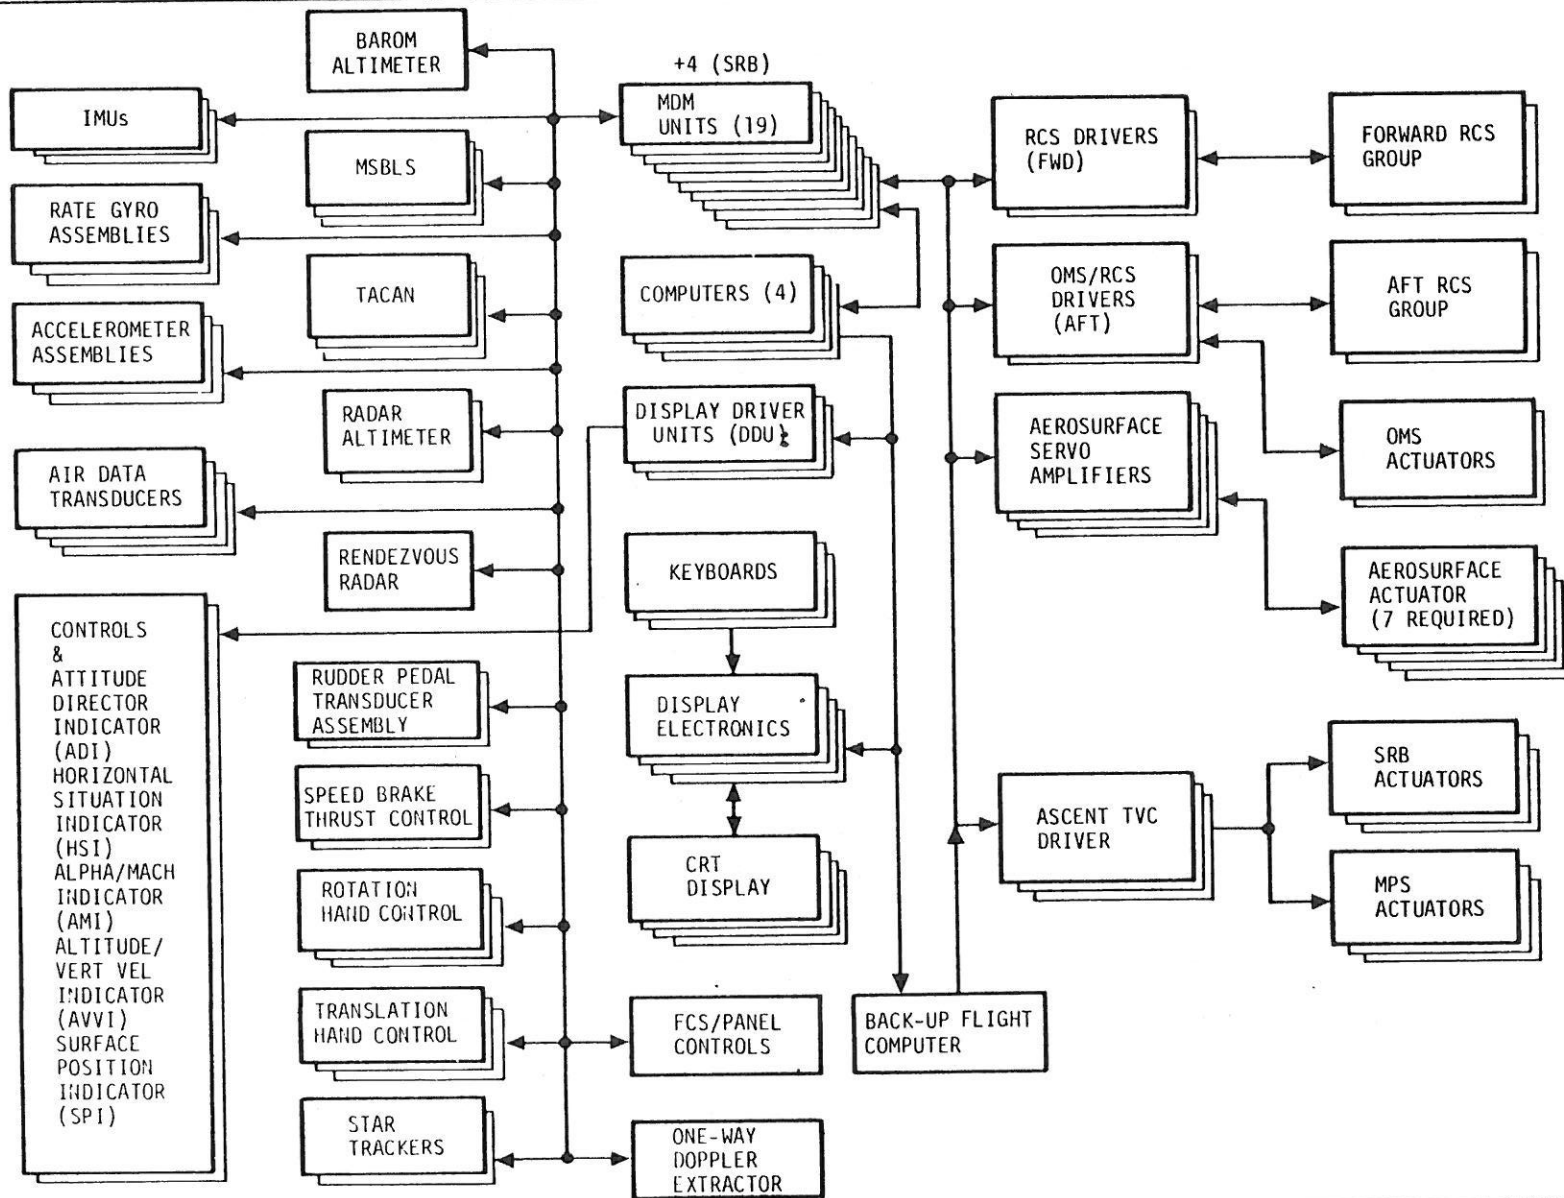 BAROM
ALTIMETER
+4 (SRB)
IMUs
MDM
UNITS (19)
RCS DRIVERS
(FWD)
FORWARD RCS
GROUP
MSBLS
RATE GYRO
ASSEMBLIES
TACAN
COMPUTERS (4)
OMS/RCS
DRIVERS
(AFT)
AFT RCS
GROUP
ACCELEROMETER
ASSEMBLIES
RADAR
ALTIMETER
DISPLAY DRIVER
UNITS (DDU)
AEROSURFACE
SERVO
AMPLIFIERS
OMS
ACTUATORS
AIR DATA
TRANSDUCERS
RENDEZVOUS
RADAR
KEYBOARDS
AEROSURFACE
ACTUATOR
(7 REQUIRED)
CONTROLS
&
ATTITUDE
DIRECTOR
INDICATOR
(ADI)
HORIZONTAL
SITUATION
INDICATOR
(HSI)
ALPHA/MACH
INDICATOR
(AMI)
ALTITUDE/
VERT VEL
INDICATOR
(AVVI)
SURFACE
POSITION
INDICATOR
(SPI)
RUDDER PEDAL
TRANSDUCER
ASSEMBLY
DISPLAY
ELECTRONICS
SPEED BRAKE
THRUST CONTROL
ASCENT TVC
DRIVER
SRB
ACTUATORS
ROTATION
HAND CONTROL
CRT
DISPLAY
MPS
ACTUATORS
TRANSLATION
HAND CONTROL
FCS/PANEL
CONTROLS
BACK-UP FLIGHT
COMPUTER
STAR
TRACKERS
ONE-WAY
DOPPLER
EXTRACTOR